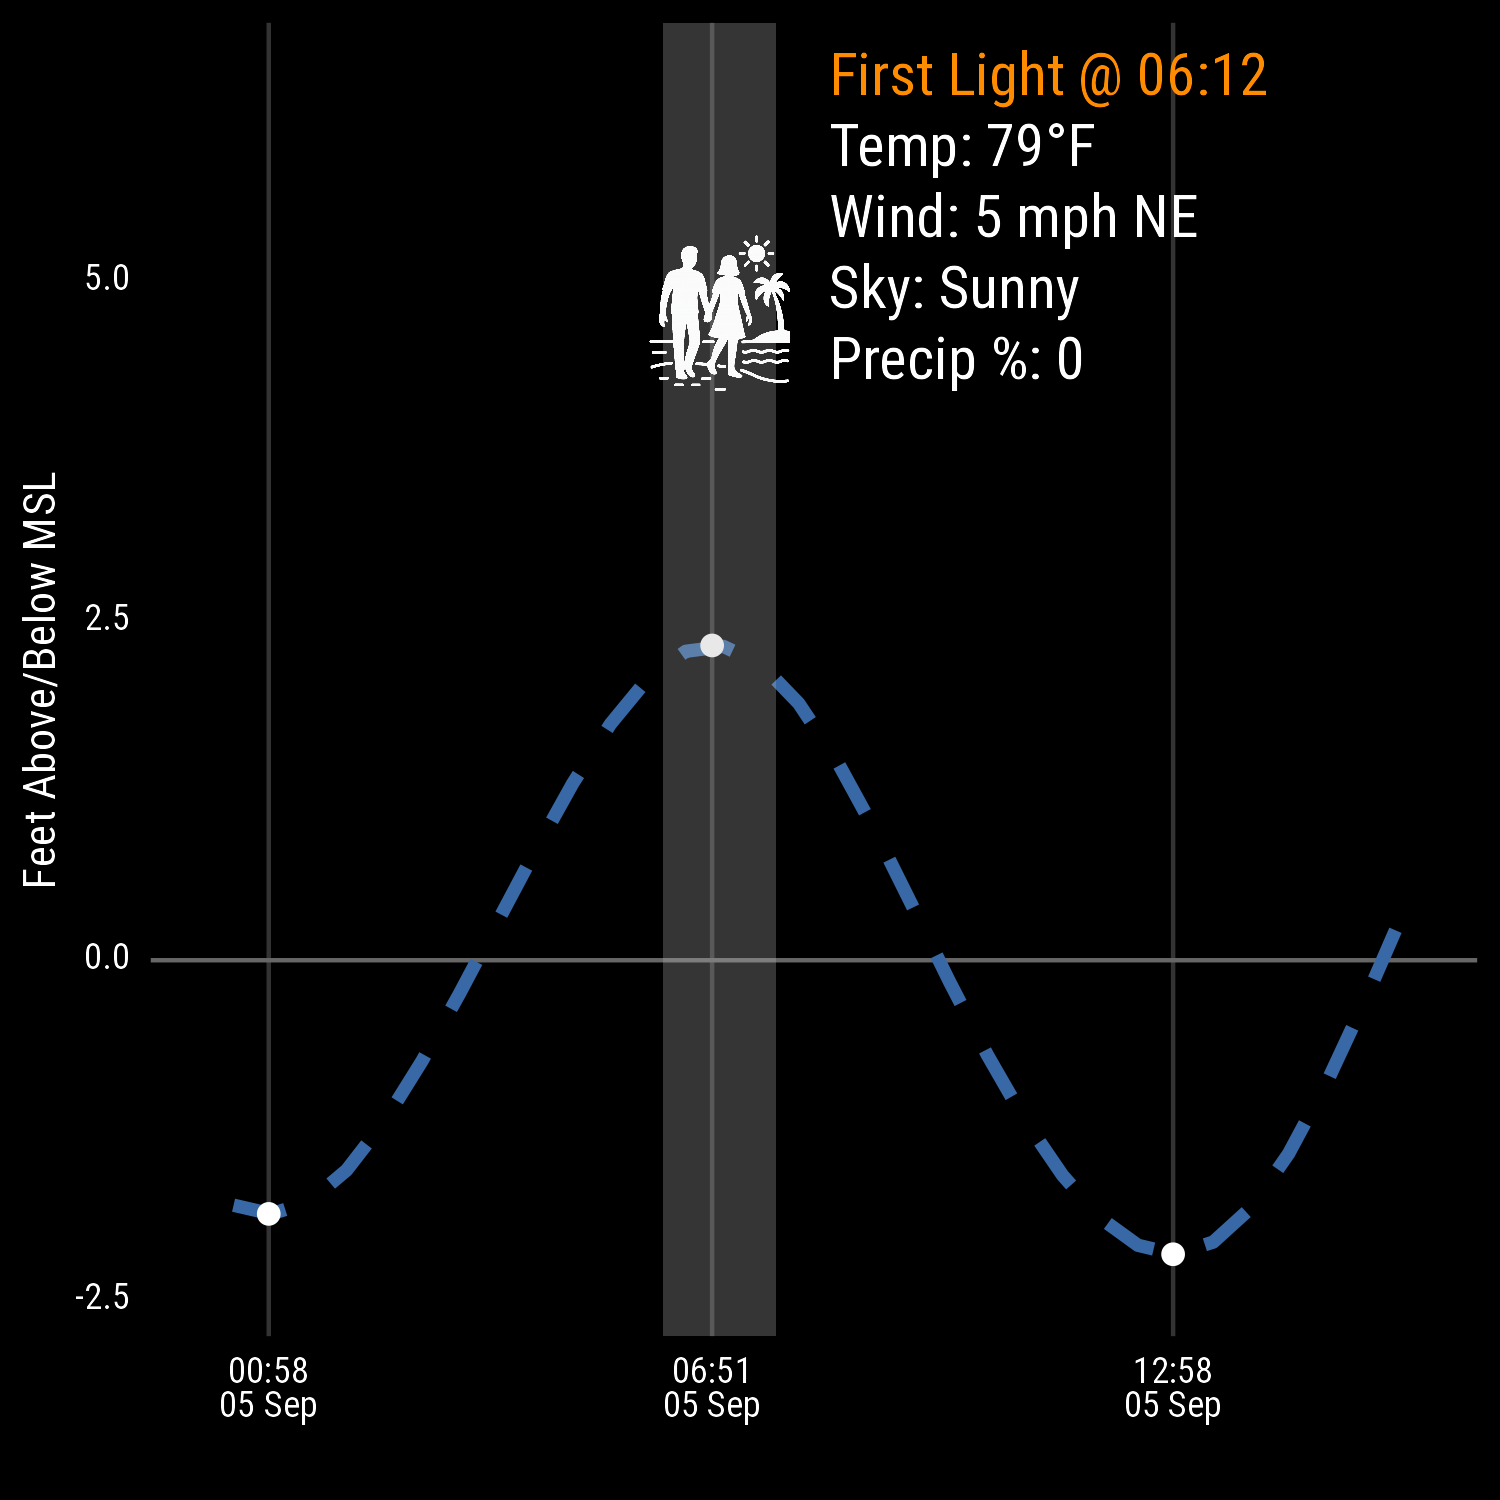 First Light @ 06:12
Temp: 79°F
Wind: 5 mph NE
Sky: Sunny
Precip %: 0
Feet Above/Below MSL
5.0
2.5
0.0
-2.5
00:58
05 Sep
06:51
05 Sep
12:58
05 Sep